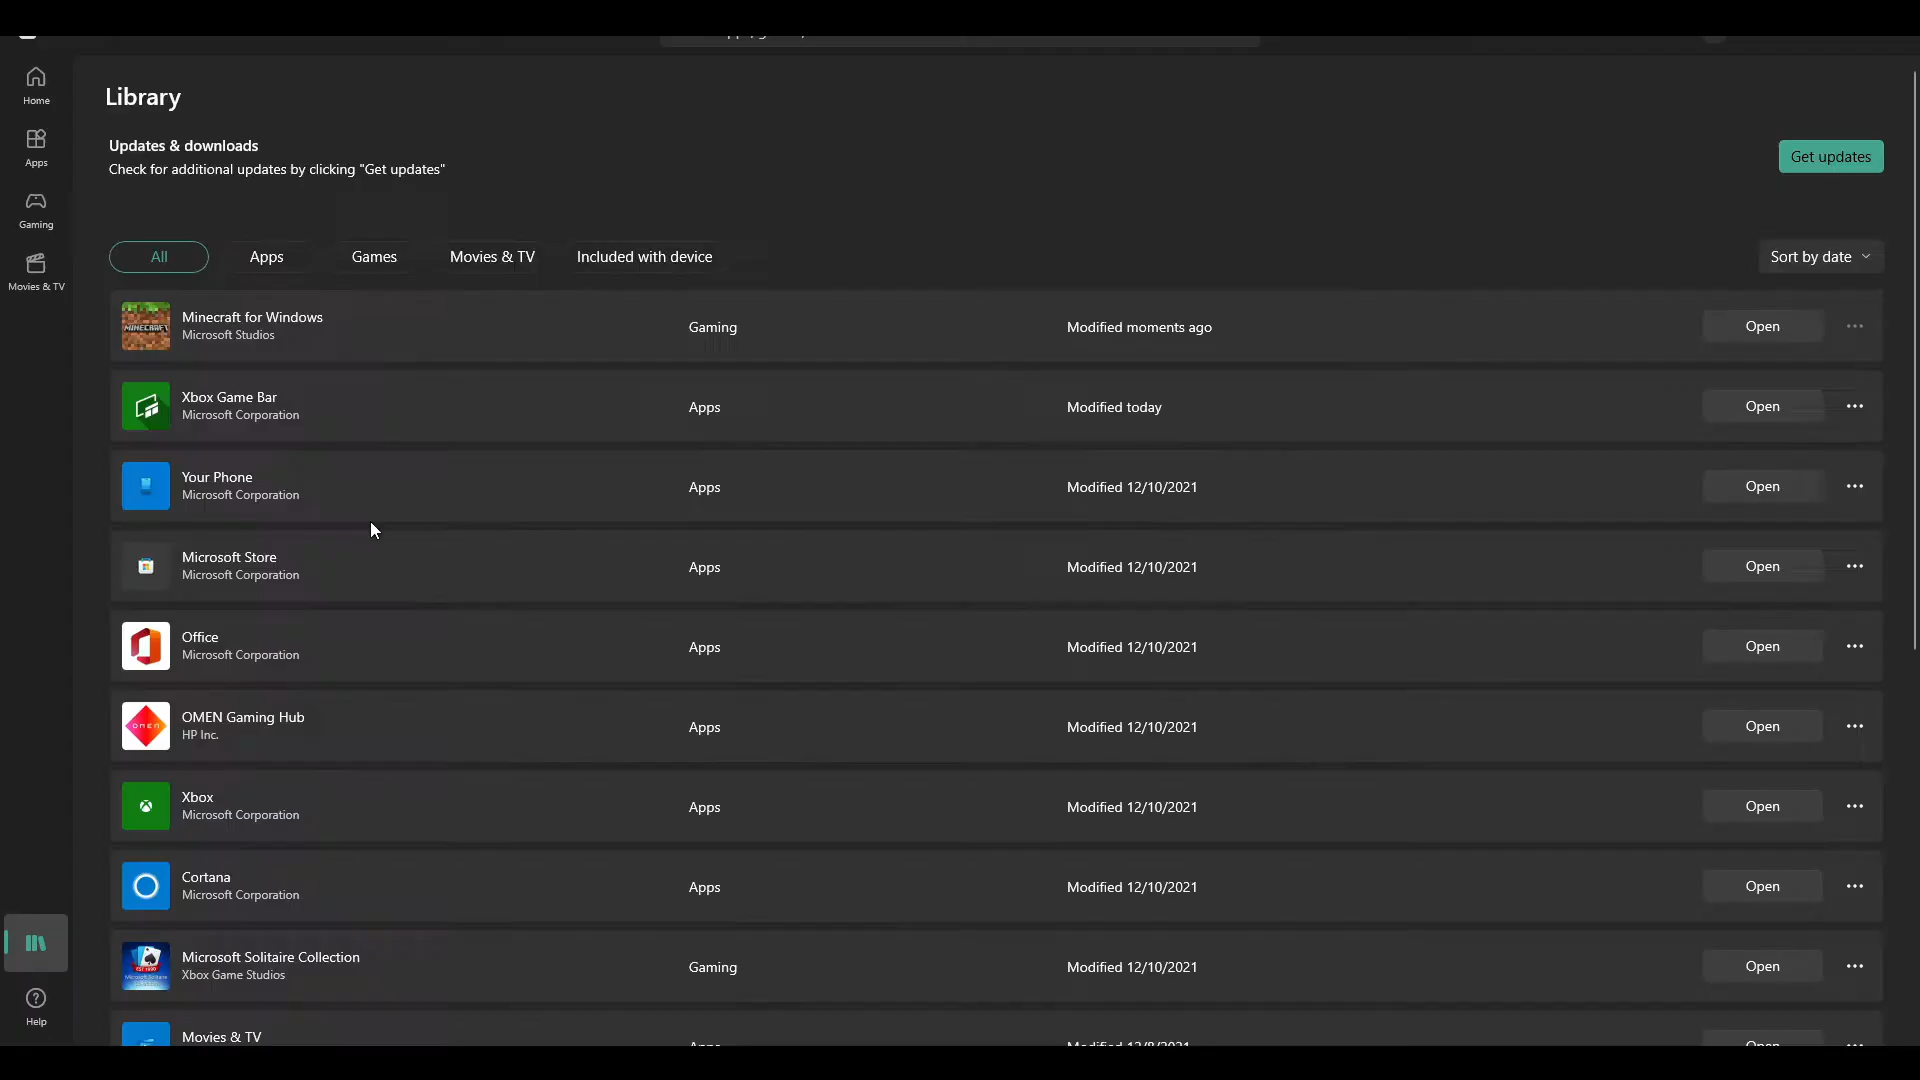 Library
Home
Apps
Gaming
Movies & TV
Help
Updates & downloads
Check for additional updates by clicking "Get updates"
Get updates
All Apps Games Movies & TV Included with device Sort by date
Minecraft for Windows
Microsoft Studios
Gaming Modified moments ago Open
Xbox Game Bar
Microsoft Corporation
Apps Modified today Open
Your Phone
Microsoft Corporation
Apps Modified 12/10/2021 Open
Microsoft Store
Microsoft Corporation
Apps Modified 12/10/2021 Open
Office
Microsoft Corporation
Apps Modified 12/10/2021 Open
OMEN
OMEN Gaming Hub
HP Inc.
Apps Modified 12/10/2021 Open
Xbox
Microsoft Corporation
Apps Modified 12/10/2021 Open
Cortana
Microsoft Corporation
Apps Modified 12/10/2021 Open
Microsoft Solitaire Collection
Xbox Game Studios
Gaming Modified 12/10/2021 Open
Movies & TV